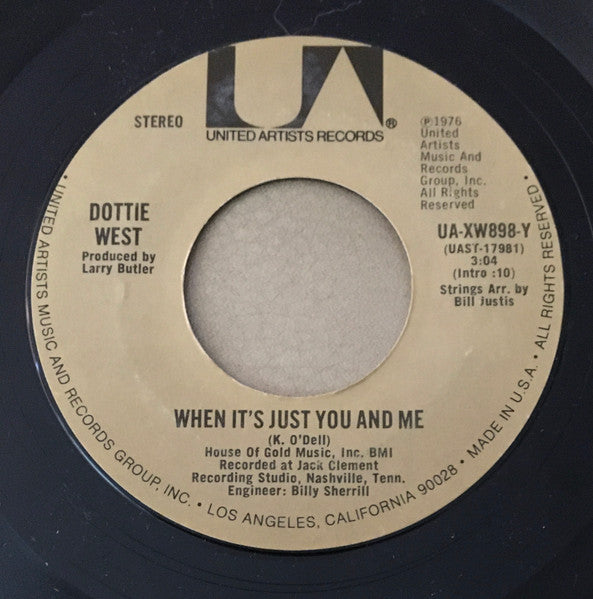 UA®
UNITED ARTISTS RECORDS
STEREO
℗1976
United
Artists
Music And
Records
Group, Inc.
All Rights
Reserved
DOTTIE
WEST
Produced by
Larry Butler
UA-XW898-Y
(UAST-17981)
3:04
(Intro :10)
Strings Arr. by
Bill Justis
WHEN IT'S JUST YOU AND ME
(K. O'Dell)
House Of Gold Music, Inc. BMI
Recorded at Jack Clement
Recording Studio, Nashville, Tenn.
Engineer: Billy Sherrill
UNITED ARTISTS MUSIC AND RECORDS GROUP, INC. • LOS ANGELES, CALIFORNIA 90028 • MADE IN U.S.A. • ALL RIGHTS RESERVED